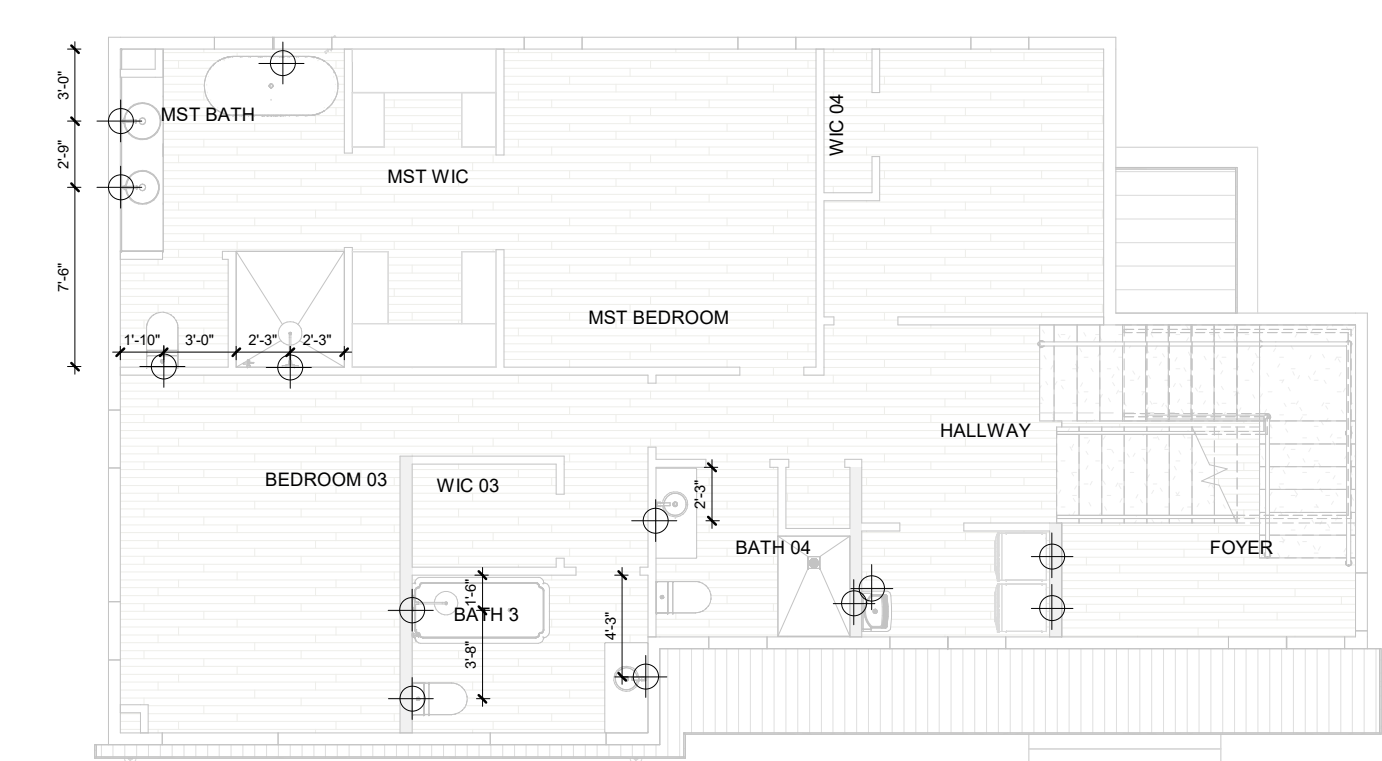 3'-0"
MST BATH
WIC 04
2'-9"
MST WIC
7'-6"
MST BEDROOM
1'-10"
3'-0"
2'-3"
2'-3"
HALLWAY
BEDROOM 03
WIC 03
2'-3"
BATH 04
FOYER
1'-6"
BATH 3
4'-3"
3'-8"